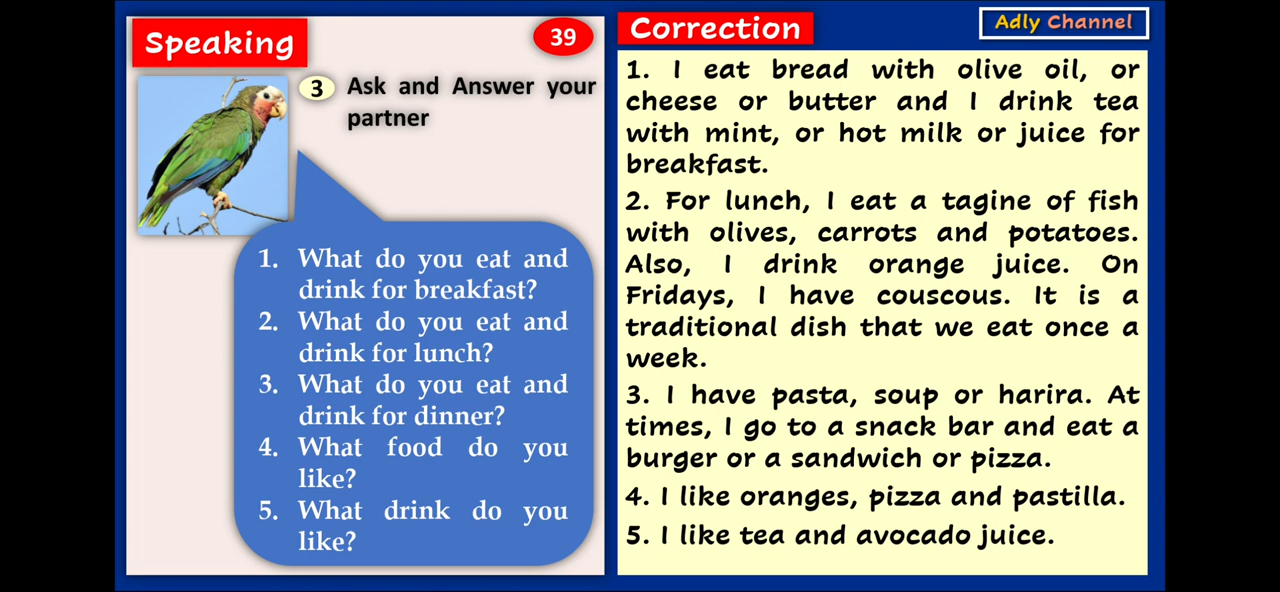 Speaking
39
3 Ask and Answer your
partner
1. What do you eat and
drink for breakfast?
2. What do you eat and
drink for lunch?
3. What do you eat and
drink for dinner?
4. What food do you
like?
5. What drink do you
like?
Correction
Adly Channel
1. I eat bread with olive oil, or
cheese or butter and I drink tea
with mint, or hot milk or juice for
breakfast.
2. For lunch, I eat a tagine of fish
with olives, carrots and potatoes.
Also, I drink orange juice. On
Fridays, I have couscous. It is a
traditional dish that we eat once a
week.
3. I have pasta, soup or harira. At
times, I go to a snack bar and eat a
burger or a sandwich or pizza.
4. I like oranges, pizza and pastilla.
5. I like tea and avocado juice.